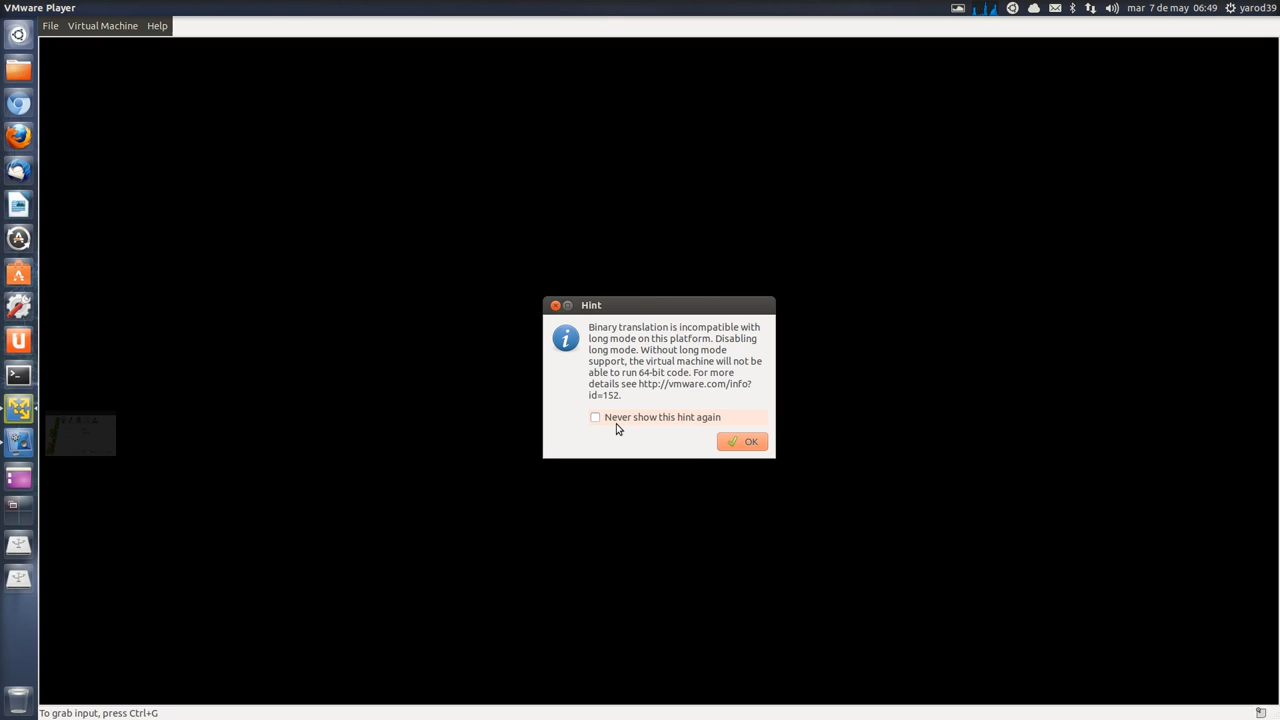 VMware Player
mar 7 de may 06:49
yarod39
File
Virtual Machine
Help
Hint
Binary translation is incompatible with
long mode on this platform. Disabling
long mode. Without long mode
support, the virtual machine will not be
able to run 64-bit code. For more
details see http://vmware.com/info?
id=152.
Never show this hint again
OK
To grab input, press Ctrl+G